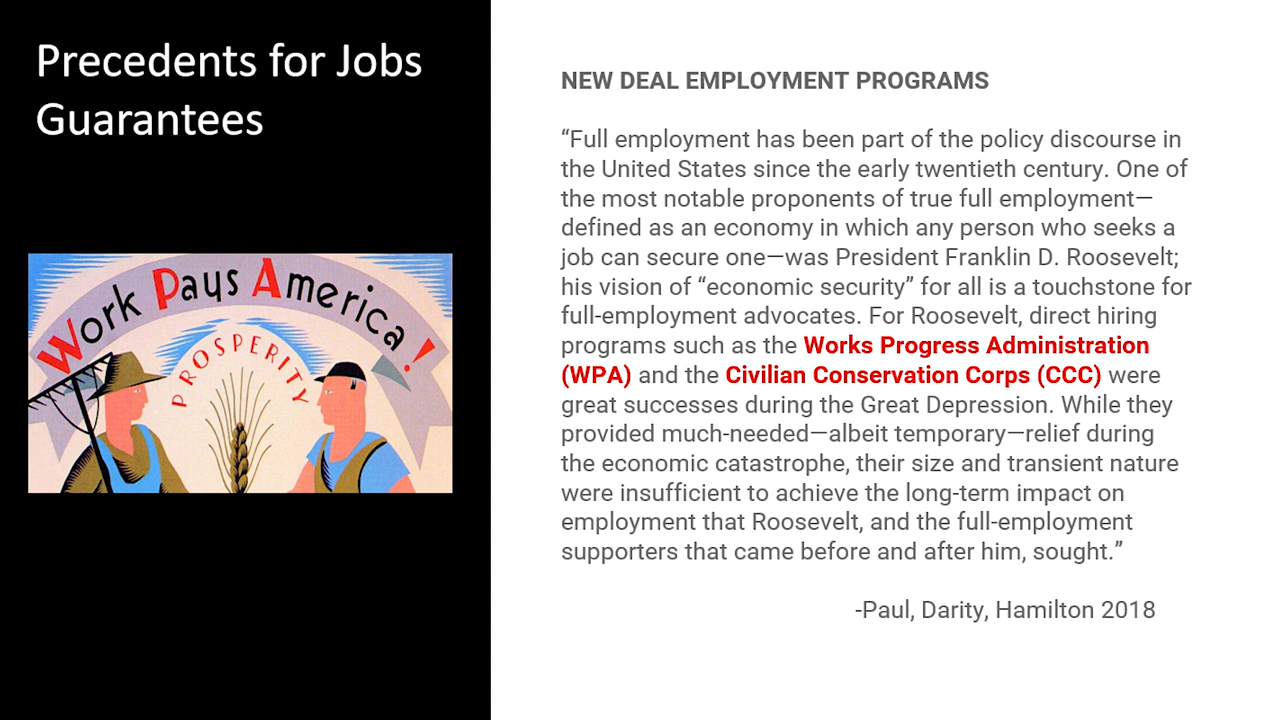 Precedents for Jobs
Guarantees
Work Pays America!
PROSPERITY
NEW DEAL EMPLOYMENT PROGRAMS
“Full employment has been part of the policy discourse in
the United States since the early twentieth century. One of
the most notable proponents of true full employment—
defined as an economy in which any person who seeks a
job can secure one—was President Franklin D. Roosevelt;
his vision of “economic security” for all is a touchstone for
full-employment advocates. For Roosevelt, direct hiring
programs such as the Works Progress Administration
(WPA) and the Civilian Conservation Corps (CCC) were
great successes during the Great Depression. While they
provided much-needed—albeit temporary—relief during
the economic catastrophe, their size and transient nature
were insufficient to achieve the long-term impact on
employment that Roosevelt, and the full-employment
supporters that came before and after him, sought.”
-Paul, Darity, Hamilton 2018